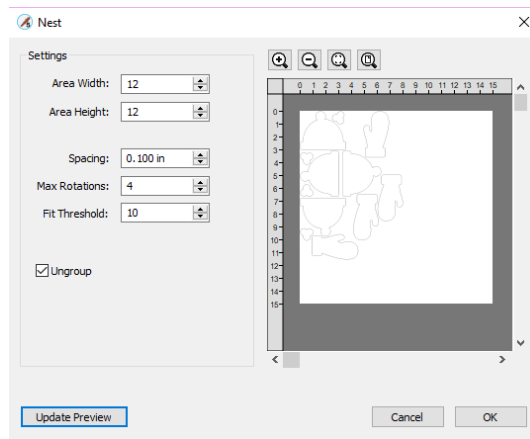 Nest
Settings
Area Width: 12
Area Height: 12
Spacing: 0.100 in
Max Rotations: 4
Fit Threshold: 10
Ungroup
0 1 2 3 4 5 6 7 8 9 10 11 12 13 14 15
0
1
2
3
4
5
6
7
8
9
10
11
12
13
14
15
Update Preview
Cancel OK